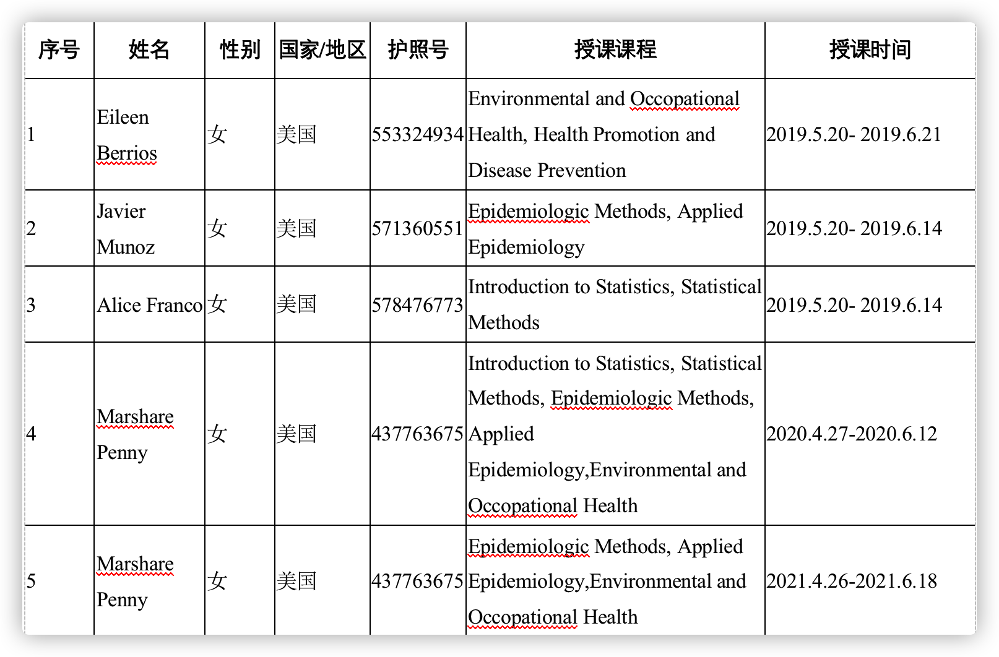 序号 姓名 性别 国家/地区 护照号 授课课程 授课时间
1 Eileen Berrios 女 美国 553324934 Environmental and Occopational
Health, Health Promotion and
Disease Prevention 2019.5.20- 2019.6.21
2 Javier Munoz 女 美国 571360551 Epidemiologic Methods, Applied
Epidemiology 2019.5.20- 2019.6.14
3 Alice Franco 女 美国 578476773 Introduction to Statistics, Statistical
Methods 2019.5.20- 2019.6.14
4 Marshare Penny 女 美国 437763675 Introduction to Statistics, Statistical
Methods, Epidemiologic Methods,
Applied
Epidemiology,Environmental and
Occopational Health 2020.4.27-2020.6.12
5 Marshare Penny 女 美国 437763675 Epidemiologic Methods, Applied
Epidemiology,Environmental and
Occopational Health 2021.4.26-2021.6.18